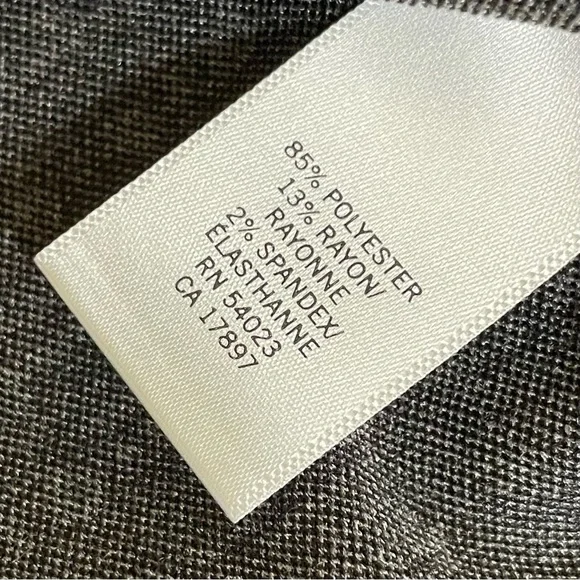 85% POLYESTER
13% RAYON/
RAYONNE
2% SPANDEX/
ÉLASTHANNE
RN 54023
CA 17897